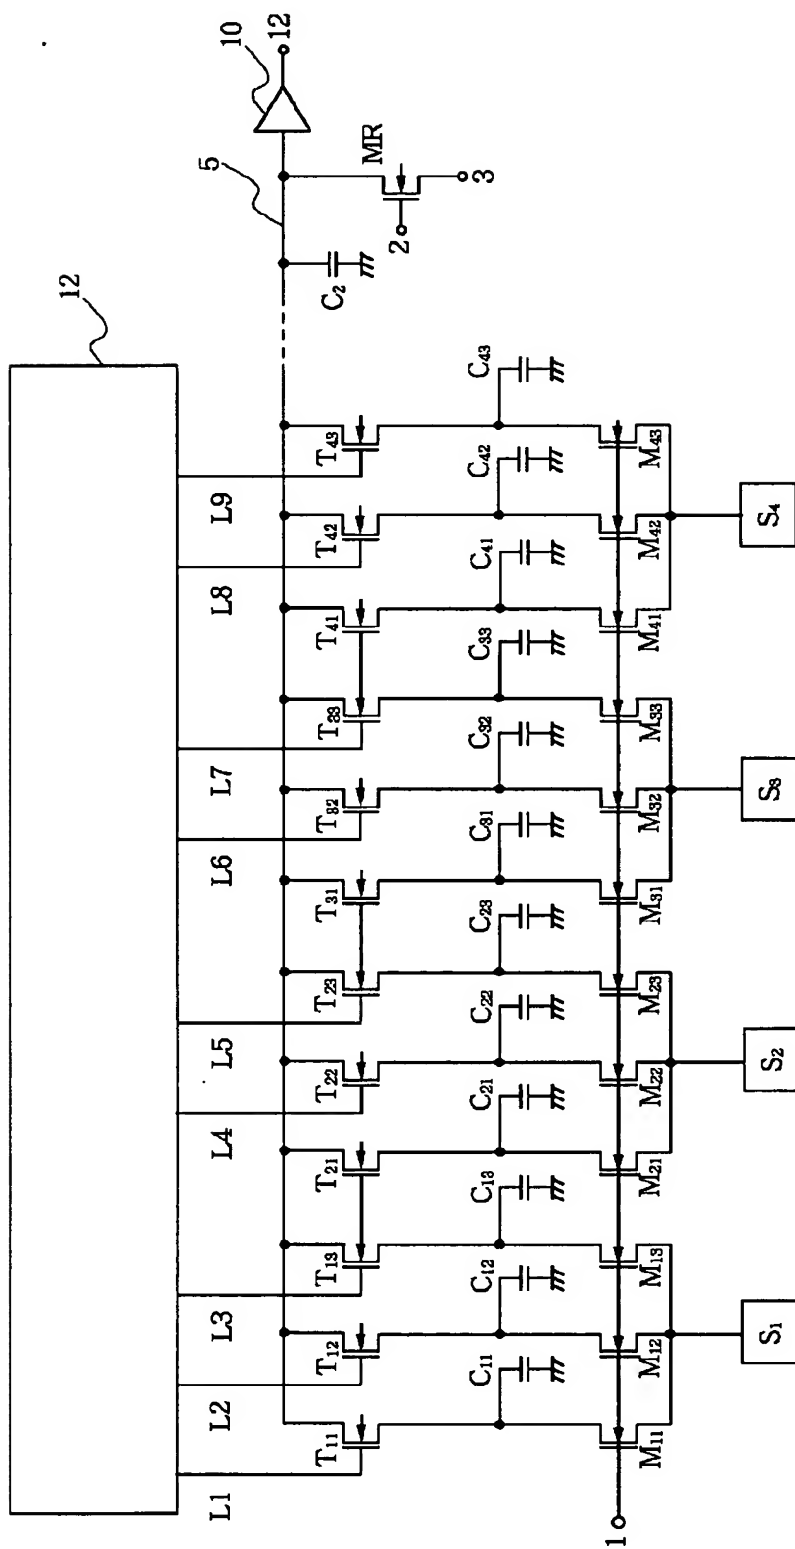 12
10
12
5
MR
2
3
C₂
L1
L2
L3
L4
L5
L6
L7
L8
L9
T₁₁
T₁₂
T₁₃
T₂₁
T₂₂
T₂₃
T₃₁
T₃₂
T₃₃
T₄₁
T₄₂
T₄₃
C₁₁
C₁₂
C₁₃
C₂₁
C₂₂
C₂₃
C₃₁
C₃₂
C₃₃
C₄₁
C₄₂
C₄₃
1
M₁₁
M₁₂
M₁₃
M₂₁
M₂₂
M₂₃
M₃₁
M₃₂
M₃₃
M₄₁
M₄₂
M₄₃
S₁
S₂
S₃
S₄